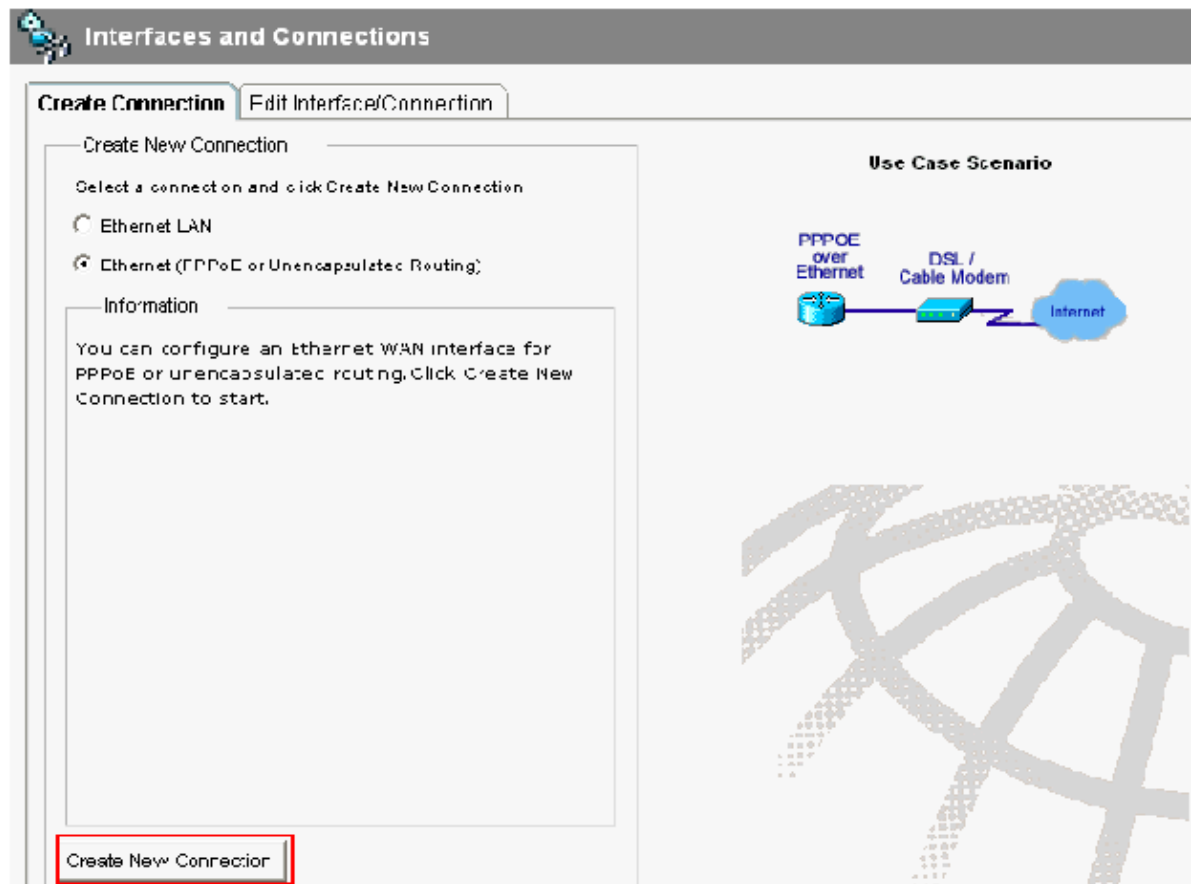 Interfaces and Connections
Create Connection
Edit Interface/Connection
Create New Connection
Select a connection and click Create New Connection
Ethernet LAN
Ethernet (PPPoE or Unencapsulated Routing)
Information
You can configure an Ethernet WAN interface for
PPPoE or unencapsulated routing. Click Create New
Connection to start.
Create New Connection
Use Case Scenario
PPPOE
over
Ethernet
DSL /
Cable Modem
Internet